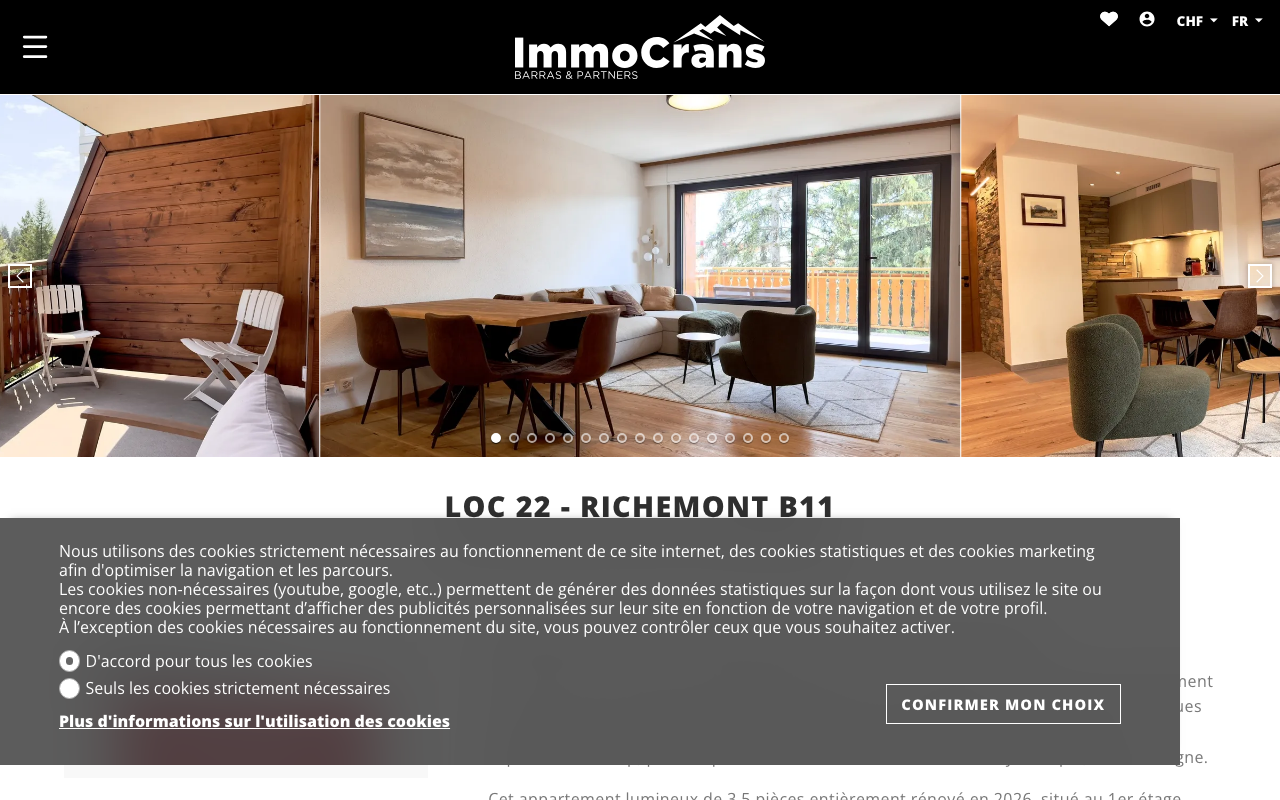 CHF
FR
ImmoCrans
BARRAS & PARTNERS
LOC 22 - RICHEMONT B11
Nous utilisons des cookies strictement nécessaires au fonctionnement de ce site internet, des cookies statistiques et des cookies marketing
afin d'optimiser la navigation et les parcours.
Les cookies non-nécessaires (youtube, google, etc..) permettent de générer des données statistiques sur la façon dont vous utilisez le site ou
encore des cookies permettant d’afficher des publicités personnalisées sur leur site en fonction de votre navigation et de votre profil.
À l’exception des cookies nécessaires au fonctionnement du site, vous pouvez contrôler ceux que vous souhaitez activer.
D'accord pour tous les cookies
Seuls les cookies strictement nécessaires
Plus d'informations sur l'utilisation des cookies
CONFIRMER MON CHOIX
Cet appartement lumineux de 3.5 pièces entièrement rénové en 2026, situé au 1er étage